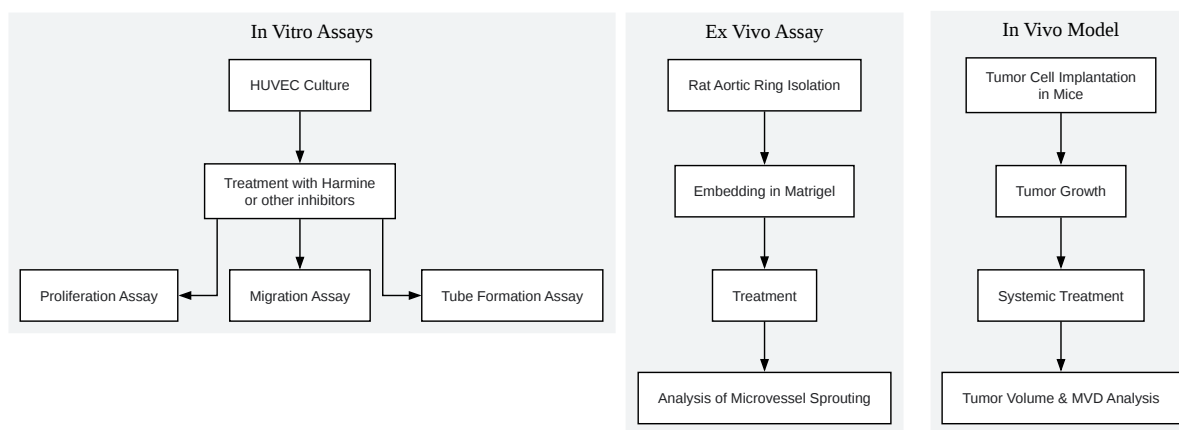 In Vitro Assays
HUVEC Culture
Treatment with Harmine
or other inhibitors
Proliferation Assay
Migration Assay
Tube Formation Assay
Ex Vivo Assay
Rat Aortic Ring Isolation
Embedding in Matrigel
Treatment
Analysis of Microvessel Sprouting
In Vivo Model
Tumor Cell Implantation
in Mice
Tumor Growth
Systemic Treatment
Tumor Volume & MVD Analysis